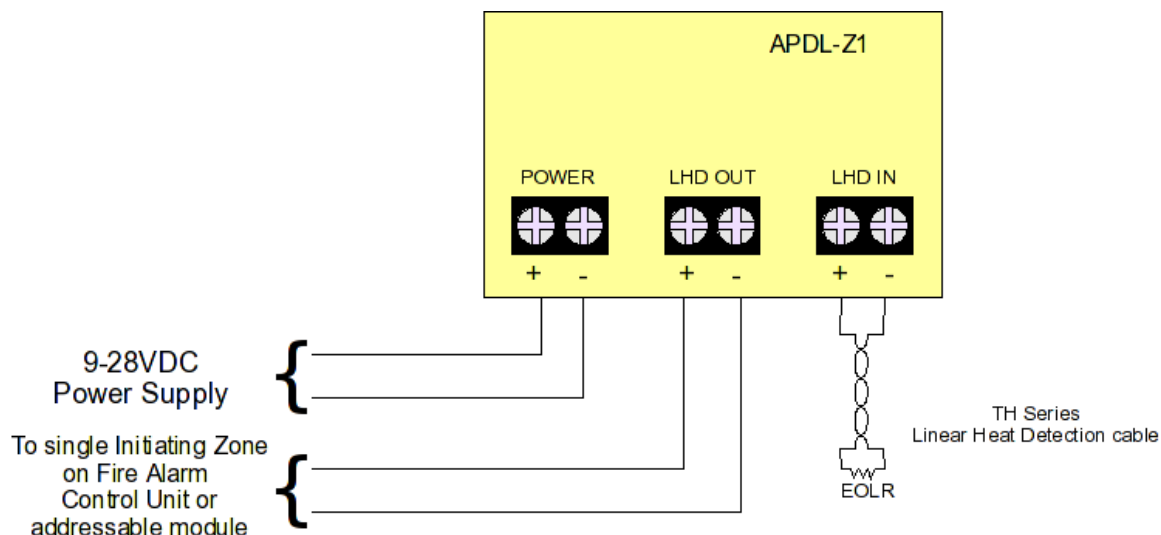 APDL-Z1
POWER
LHD OUT
LHD IN
+ -
+ -
+ -
9-28VDC
Power Supply
To single Initiating Zone
on Fire Alarm
Control Unit or
addressable module
TH Series
Linear Heat Detection cable
EOLR